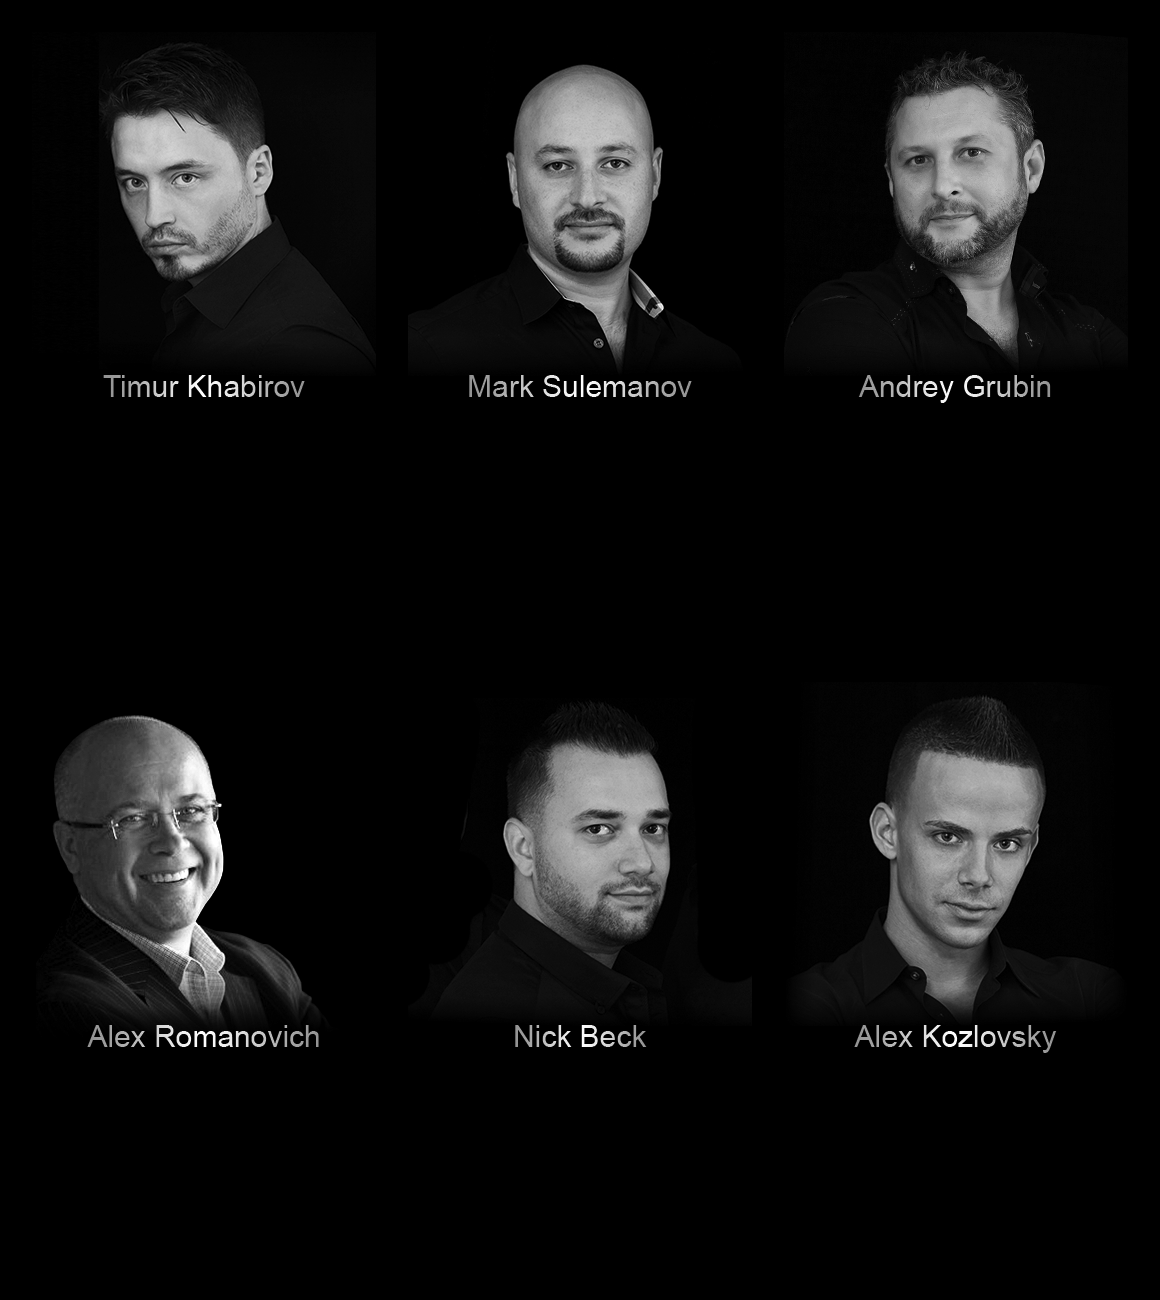 Timur Khabirov
Mark Sulemanov
Andrey Grubin
Alex Romanovich
Nick Beck
Alex Kozlovsky